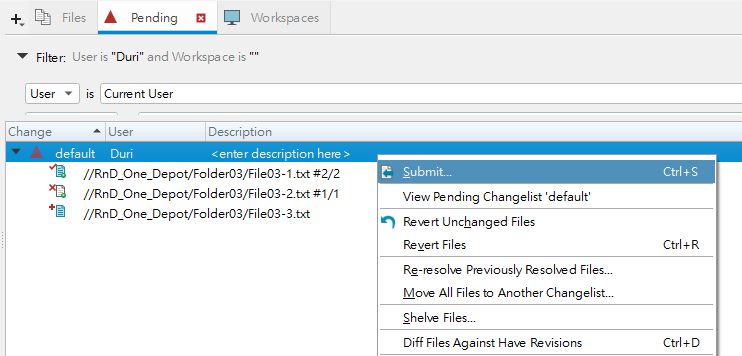 Files Pending Workspaces
Filter: User is "Duri" and Workspace is ""
User is Current User
Change User Description
default Duri <enter description here>
//RnD_One_Depot/Folder03/File03-1.txt #2/2
//RnD_One_Depot/Folder03/File03-2.txt #1/1
//RnD_One_Depot/Folder03/File03-3.txt
Submit... Ctrl+S
View Pending Changelist 'default'
Revert Unchanged Files
Revert Files Ctrl+R
Re-resolve Previously Resolved Files...
Move All Files to Another Changelist...
Shelve Files...
Diff Files Against Have Revisions Ctrl+D